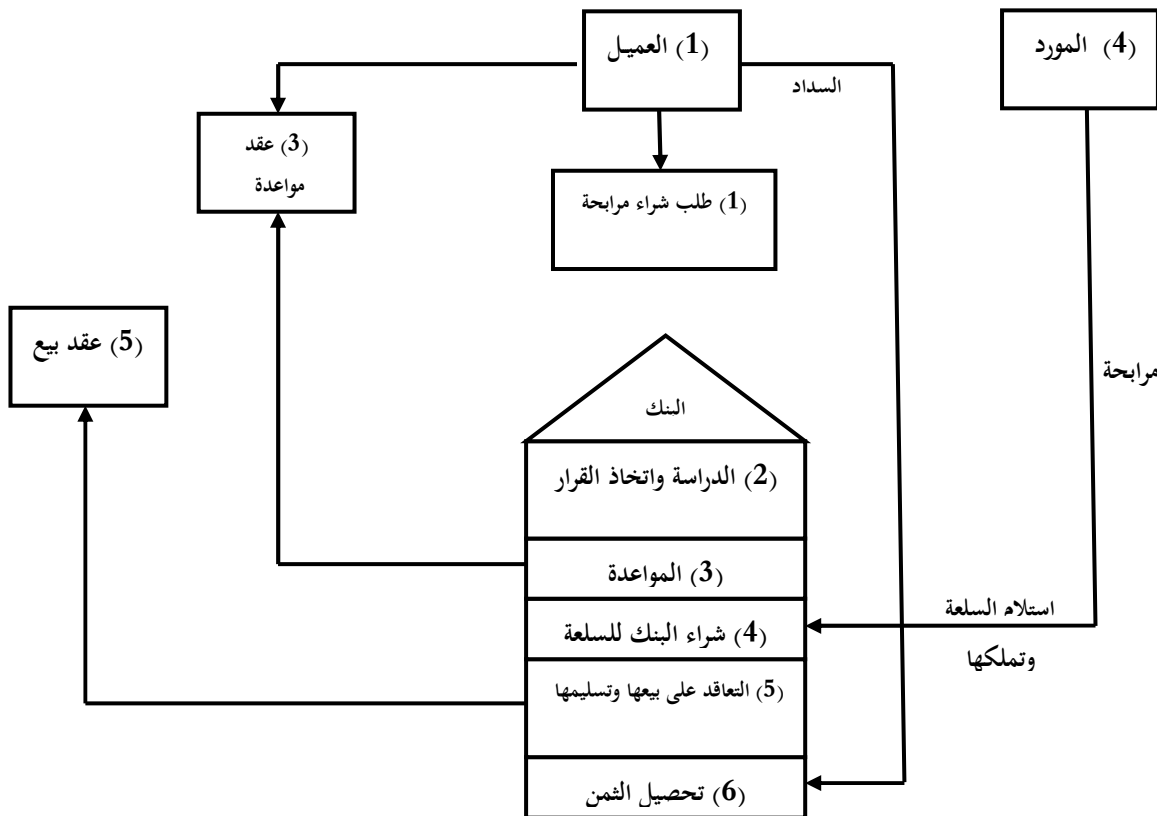 (4) المورد
(1) العميـل
السداد
(3) عقد
مواعدة
(1) طلب شراء مرابحة
(5) عقد بيع
مرابحة
البنك
(2) الدراسة واتخاذ القرار
(3) المواعدة
استلام السلعة
(4) شراء البنك للسلعة
وتملكها
(5) التعاقد على بيعها وتسليمها
(6) تحصيل الثمن